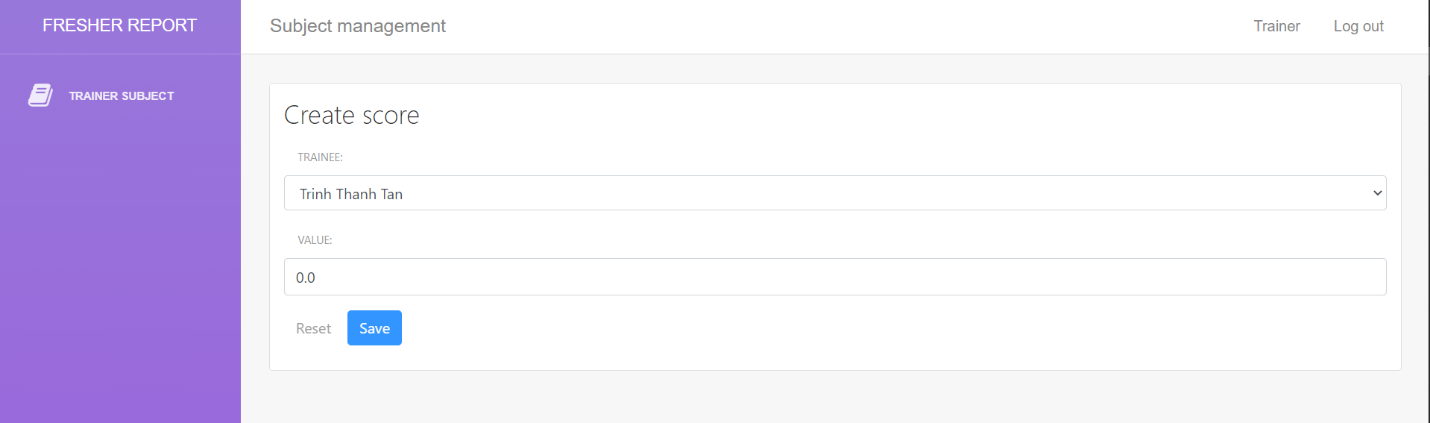 FRESHER REPORT
Subject management
Trainer
Log out
TRAINER SUBJECT
Create score
TRAINEE:
Trinh Thanh Tan
VALUE:
0.0
Reset
Save